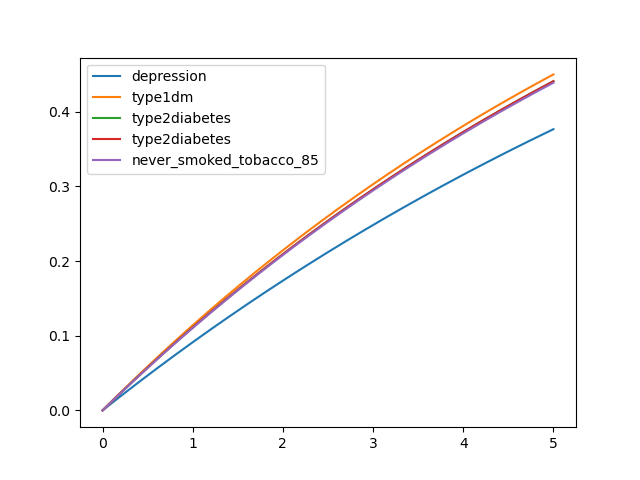 depression
type1dm
type2diabetes
type2diabetes
never_smoked_tobacco_85
0.4
0.3
0.2
0.1
0.0
0 1 2 3 4 5